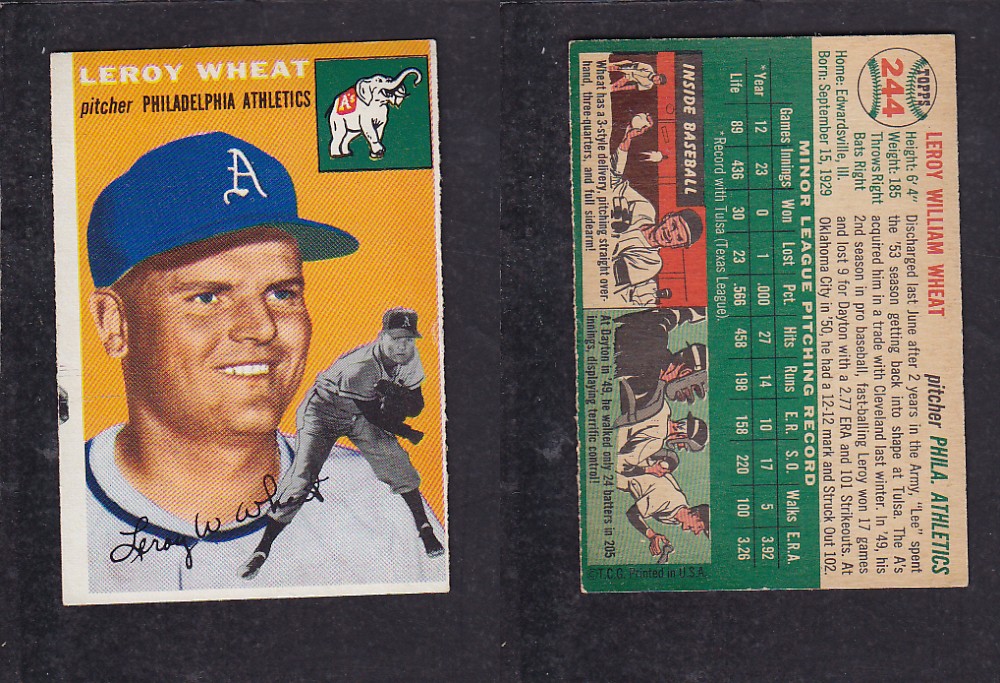 LEROY WHEAT
pitcher PHILADELPHIA ATHLETICS
A's
A
A
Leroy W. Wheat
TOPPS
244
LEROY WILLIAM WHEAT
pitcher PHILA. ATHLETICS
Height: 6' 4"
Weight: 185
Throws Right
Bats Right
Home-Edwardsville, Ill.
Born: September 15, 1929
Discharged last June after 2 years in the Army, "Lee" spent
the '53 season getting back into shape at Tulsa. The A's
acquired him in a trade with Cleveland last winter. In '49, his
2nd season in pro baseball, fast-balling Leroy won 17 games
and lost 9 for Dayton with a 2.77 ERA and 101 Strikeouts. At
Oklahoma City in '50, he had a 12-12 mark and Struck Out 102.
MINOR LEAGUE PITCHING RECORD
Games Innings Won Lost Pct. Hits Runs E.R. S.O. Walks E.R.A.
*Year 12 23 0 1 .000 27 14 10 17 5 3.92
Life 89 436 30 23 .566 458 198 158 220 100 3.26
*Record with Tulsa (Texas League).
INSIDE BASEBALL
Wheat has a 3-style delivery pitching straight over-
hand, three-quarters, and full sidearm!
At Dayton in '49, he walked only 24 batters in 205
innings, displaying terrific control!
©T.C.G. Printed in U.S.A.